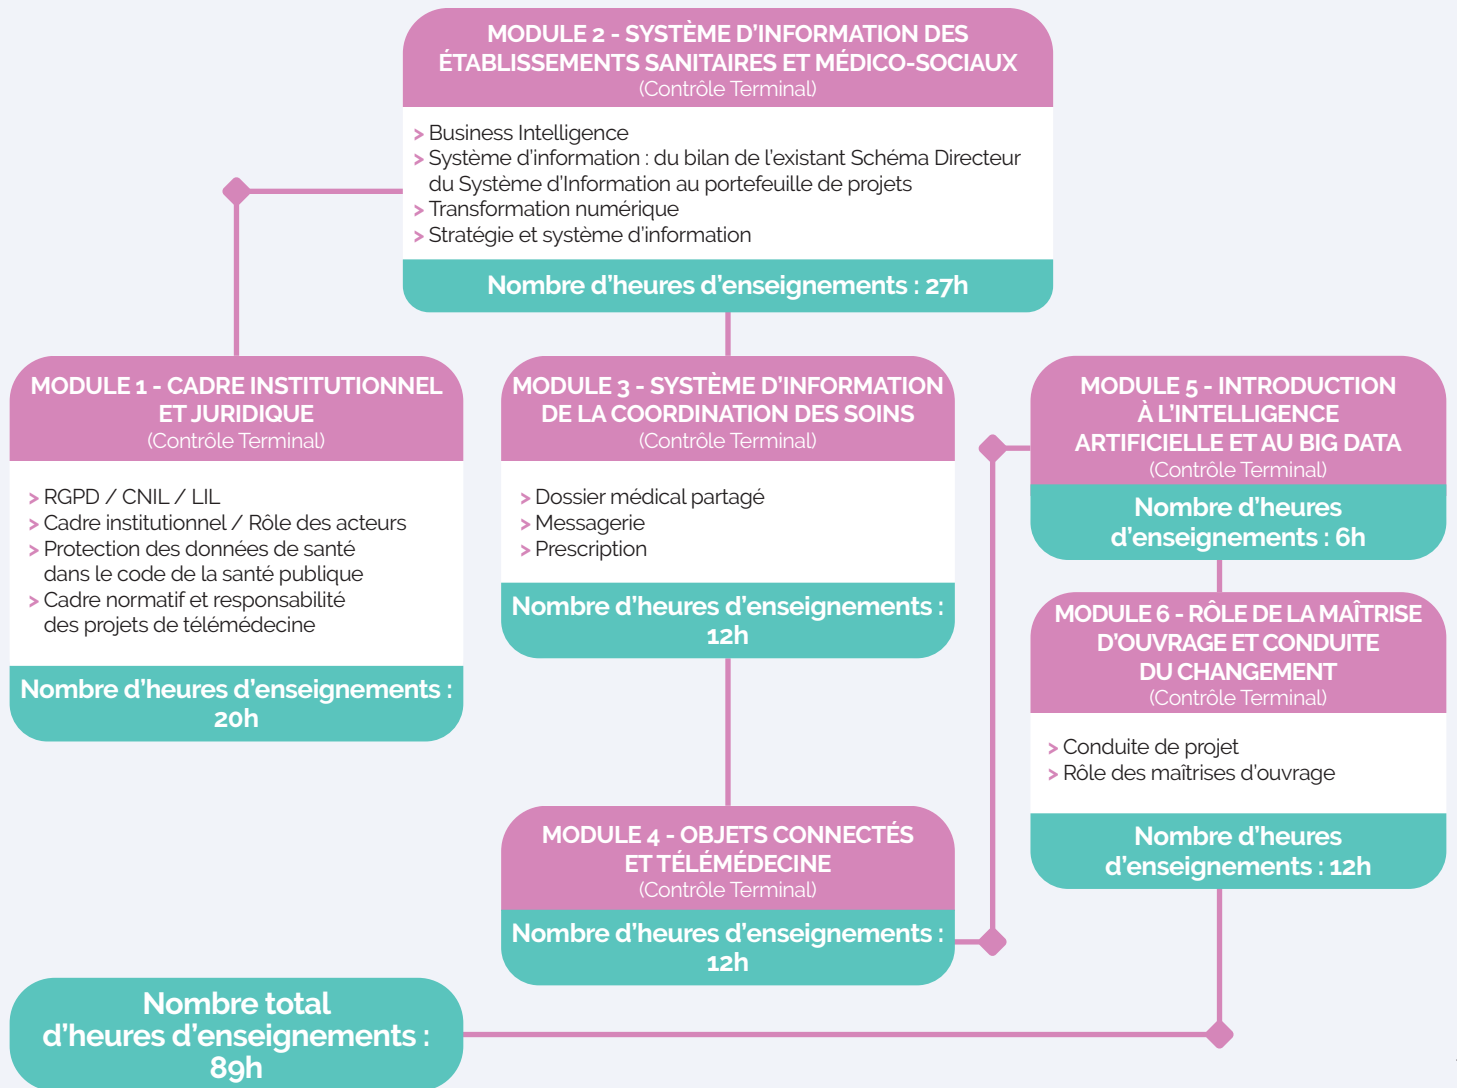 MODULE 2 - SYSTÈME D’INFORMATION DES
ÉTABLISSEMENTS SANITAIRES ET MÉDICO-SOCIAUX
(Contrôle Terminal)
> Business Intelligence
> Système d’information : du bilan de l’existant Schéma Directeur
du Système d’Information au portefeuille de projets
> Transformation numérique
> Stratégie et système d’information
Nombre d’heures d’enseignements : 27h
MODULE 1 - CADRE INSTITUTIONNEL
ET JURIDIQUE
(Contrôle Terminal)
> RGPD / CNIL / LIL
> Cadre institutionnel / Rôle des acteurs
> Protection des données de santé
dans le code de la santé publique
> Cadre normatif et responsabilité
des projets de télémédecine
Nombre d’heures d’enseignements :
20h
MODULE 3 - SYSTÈME D’INFORMATION
DE LA COORDINATION DES SOINS
(Contrôle Terminal)
> Dossier médical partagé
> Messagerie
> Prescription
Nombre d’heures d’enseignements :
12h
MODULE 4 - OBJETS CONNECTÉS
ET TÉLÉMÉDECINE
(Contrôle Terminal)
Nombre d’heures d’enseignements :
12h
MODULE 5 - INTRODUCTION
À L’INTELLIGENCE
ARTIFICIELLE ET AU BIG DATA
(Contrôle Terminal)
Nombre d’heures
d’enseignements : 6h
MODULE 6 - RÔLE DE LA MAÎTRISE
D’OUVRAGE ET CONDUITE
DU CHANGEMENT
(Contrôle Terminal)
> Conduite de projet
> Rôle des maîtrises d’ouvrage
Nombre d’heures
d’enseignements : 12h
Nombre total
d’heures d’enseignements :
89h